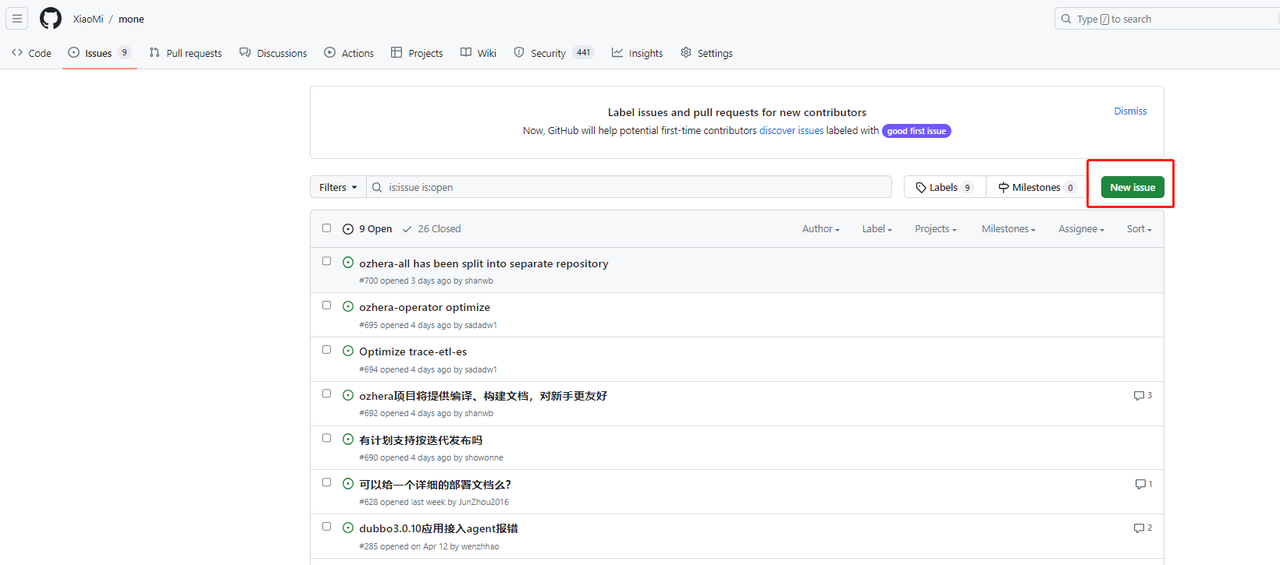 XiaoMi / mone
Type / to search
Code Issues 9 Pull requests Discussions Actions Projects Wiki Security 441 Insights Settings
Label issues and pull requests for new contributors
Dismiss
Now, GitHub will help potential first-time contributors discover issues labeled with good first issue
Filters is:issue is:open Labels 9 Milestones 0 New issue
9 Open 26 Closed Author Label Projects Milestones Assignee Sort
ozhera-all has been split into separate repository
#700 opened 3 days ago by shanwb
ozhera-operator optimize
#695 opened 4 days ago by sadadw1
Optimize trace-etl-es
#694 opened 4 days ago by sadadw1
ozhera项目将提供编译、构建文档，对新手更友好 3
#692 opened 4 days ago by shanwb
有计划支持按迭代发布吗
#690 opened 4 days ago by showonne
可以给一个详细的部署文档么？ 1
#628 opened last week by JunZhou2016
dubbo3.0.10应用接入agent报错 2
#285 opened on Apr 12 by wenzhhao